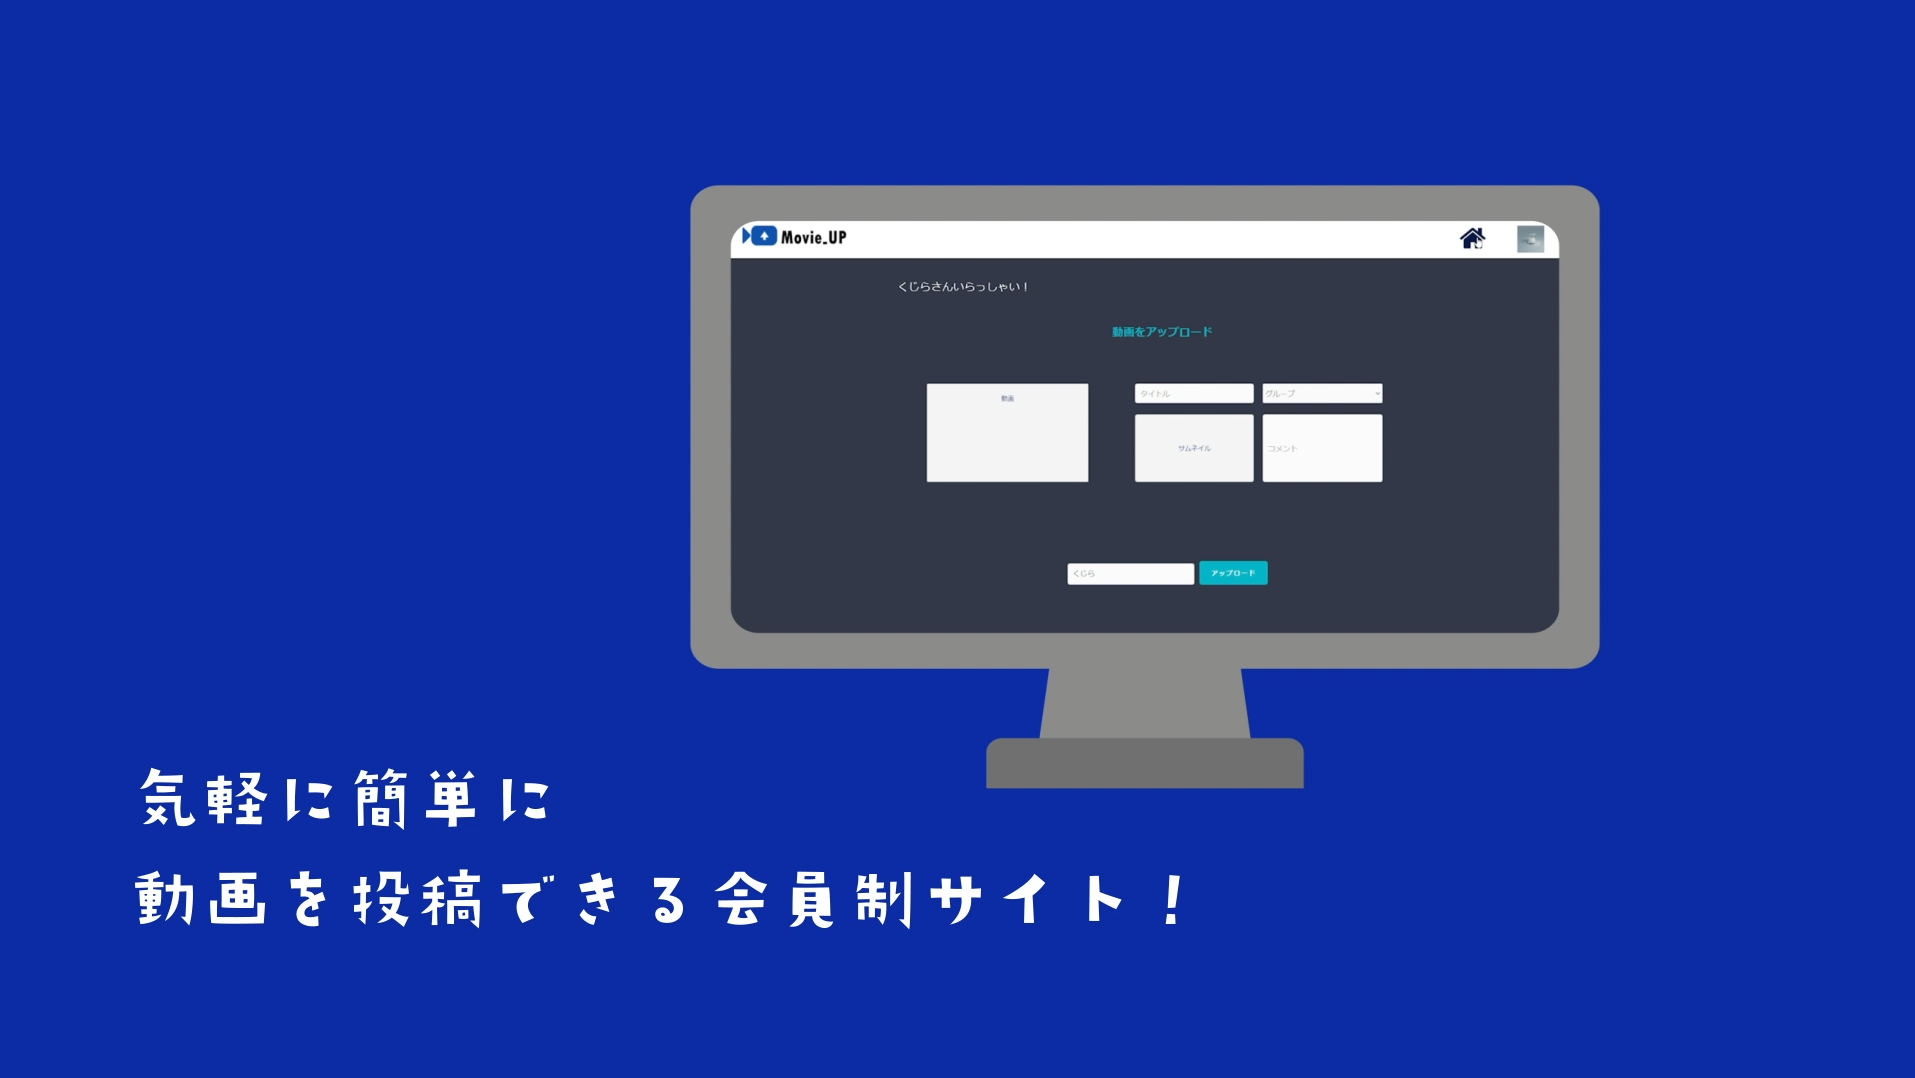 Movie_UP
くじらさんいらっしゃい！
動画をアップロード
動画
タイトル
グループ
サムネイル
コメント
くじら
アップロード
気軽に簡単に
動画を投稿できる会員制サイト！